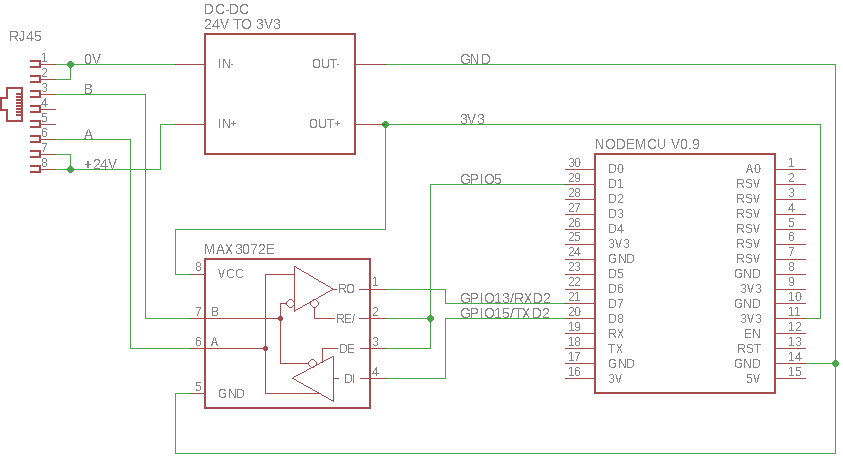 DC-DC
24V TO 3V3
RJ45
1 0V IN- OUT- GND
2
3 B
4
5 IN+ OUT+ 3V3
6 A
7
8 +24V
NODEMCU V0.9
30 D0 A0 1
29 D1 RSV 2
GPIO5
28 D2 RSV 3
27 D3 RSV 4
26 D4 RSV 5
25 3V3 RSV 6
24 GND RSV 7
23 D5 GND 8
22 D6 3V3 9
21 D7 GND 10
20 D8 3V3 11
19 RX EN 12
18 TX RST 13
17 GND GND 14
16 3V 5V 15
MAX3072E
8 VCC
RO 1 GPIO13/RXD2
7 B RE/ 2 GPIO15/TXD2
6 A DE 3
DI 4
5 GND